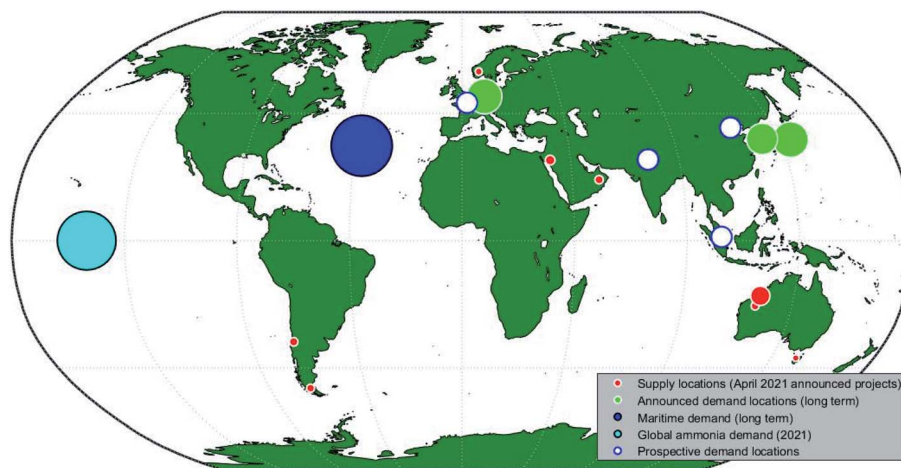 Supply locations (April 2021 announced projects)
Announced demand locations (long term)
Maritime demand (long term)
Global ammonia demand (2021)
Prospective demand locations